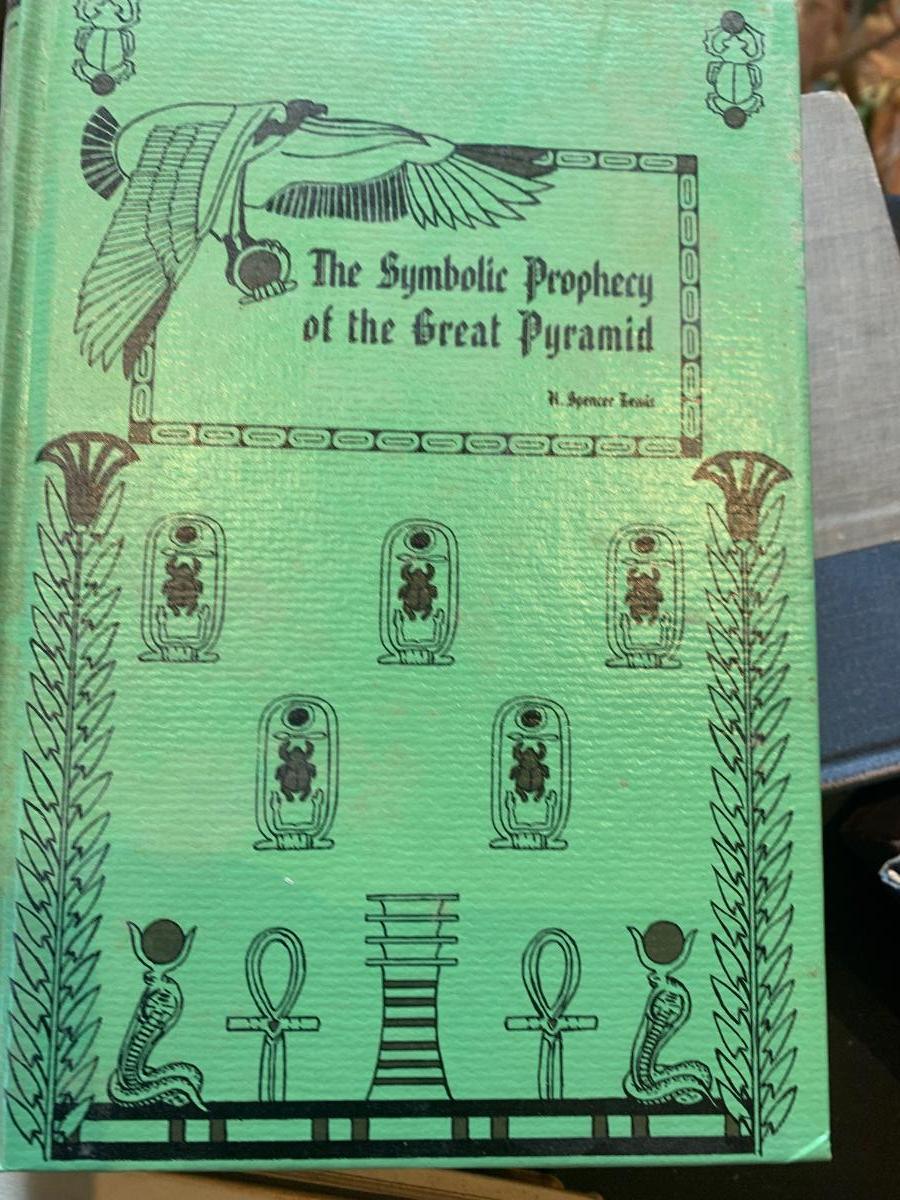 The Symbolic Prophecy
of the Great Pyramid
H. Spencer Lewis